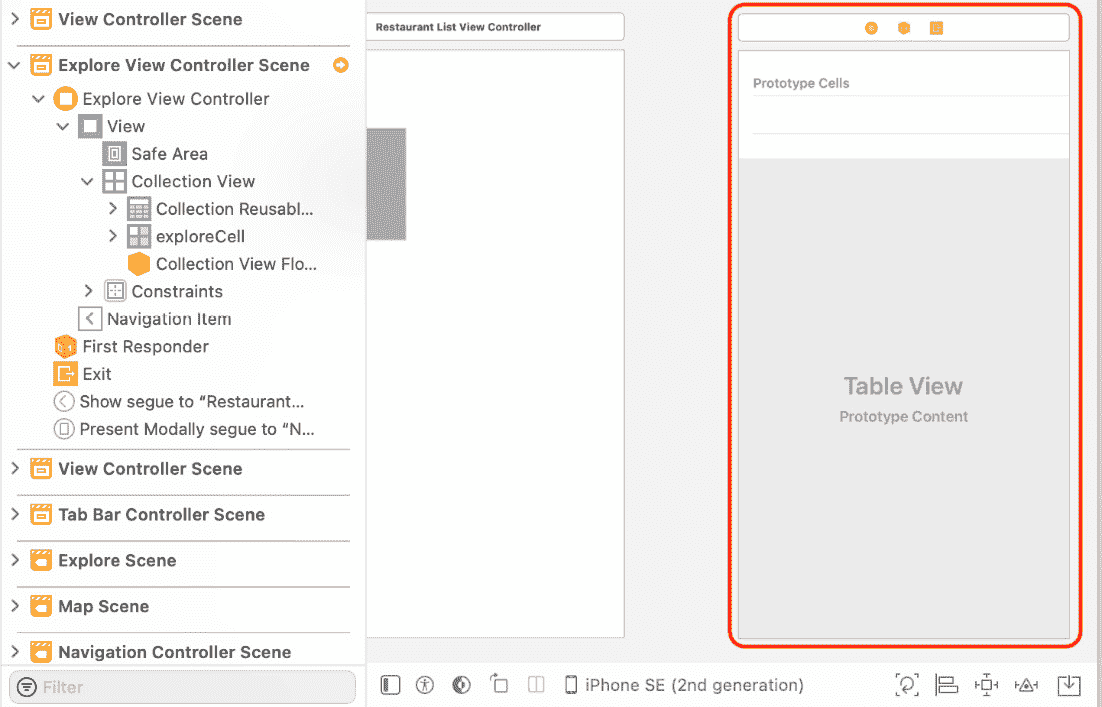 View Controller Scene
Explore View Controller Scene
Explore View Controller
View
Safe Area
Collection View
Collection Reusabl...
exploreCell
Collection View Flo...
Constraints
Navigation Item
First Responder
Exit
Show segue to “Restaurant...
Present Modally segue to “N...
View Controller Scene
Tab Bar Controller Scene
Explore Scene
Map Scene
Navigation Controller Scene
Filter
Restaurant List View Controller
Prototype Cells
Table View
Prototype Content
iPhone SE (2nd generation)